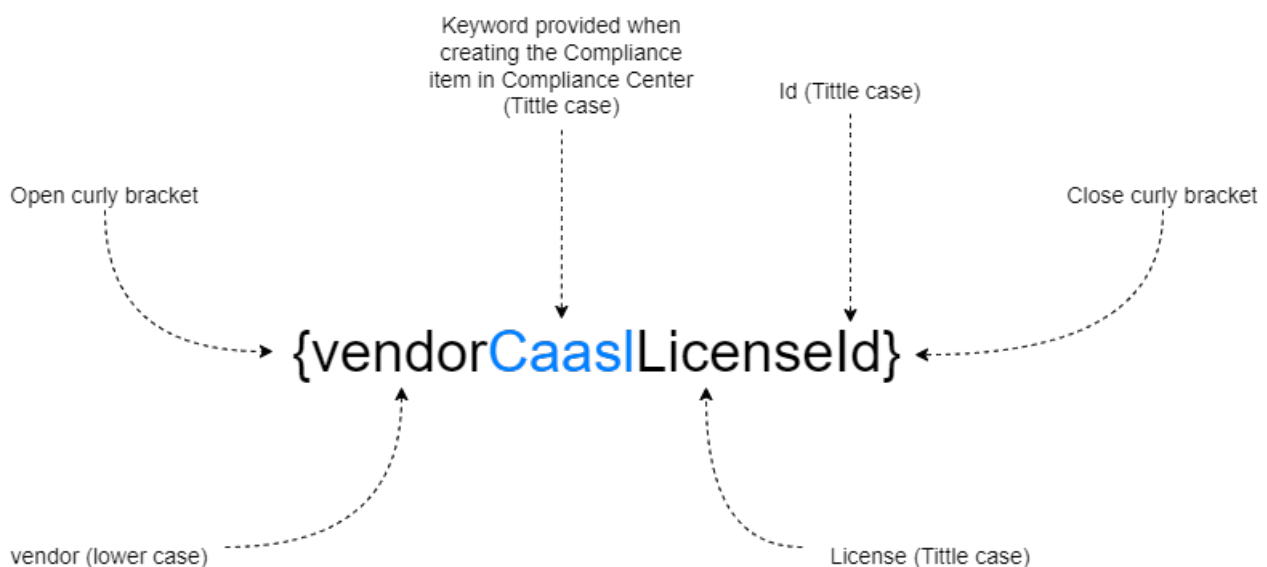 Keyword provided when
creating the Compliance
item in Compliance Center
(Tittle case)
Id (Tittle case)
Open curly bracket
Close curly bracket
{vendorCaaslLicenseId}
vendor (lower case)
License (Tittle case)